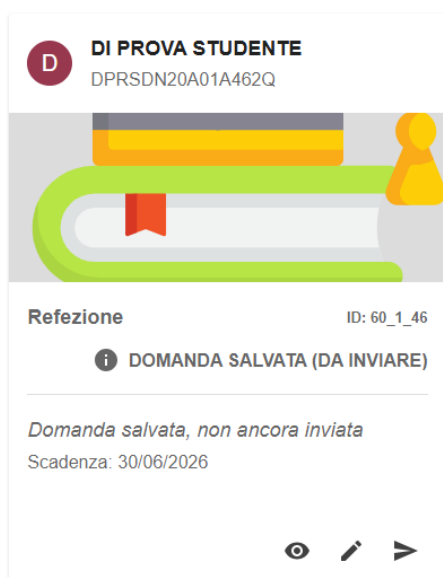 D
DI PROVA STUDENTE
DPRSDN20A01A462Q
Refezione
ID: 60_1_46
DOMANDA SALVATA (DA INVIARE)
Domanda salvata, non ancora inviata
Scadenza: 30/06/2026